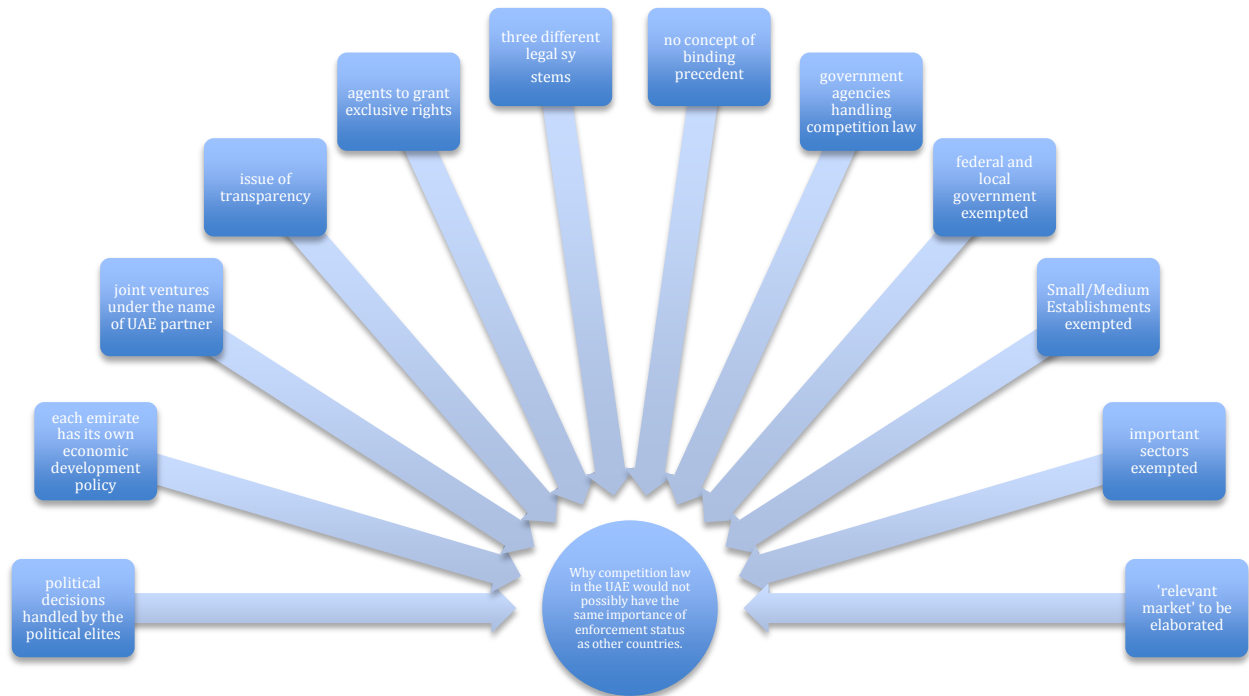 political
decisions
handled by the
political elites
each emirate
has its own
economic
development
policy
joint ventures
under the name
of UAE partner
issue of
transparency
agents to grant
exclusive rights
three different
legal sy
stems
no concept of
binding
precedent
government
agencies
handling
competition law
federal and
local
government
exempted
Small/Medium
Establishments
exempted
important
sectors
exempted
'relevant
market' to be
elaborated
Why competition law
in the UAE would not
possibly have the
same importance of
enforcement status
as other countries.